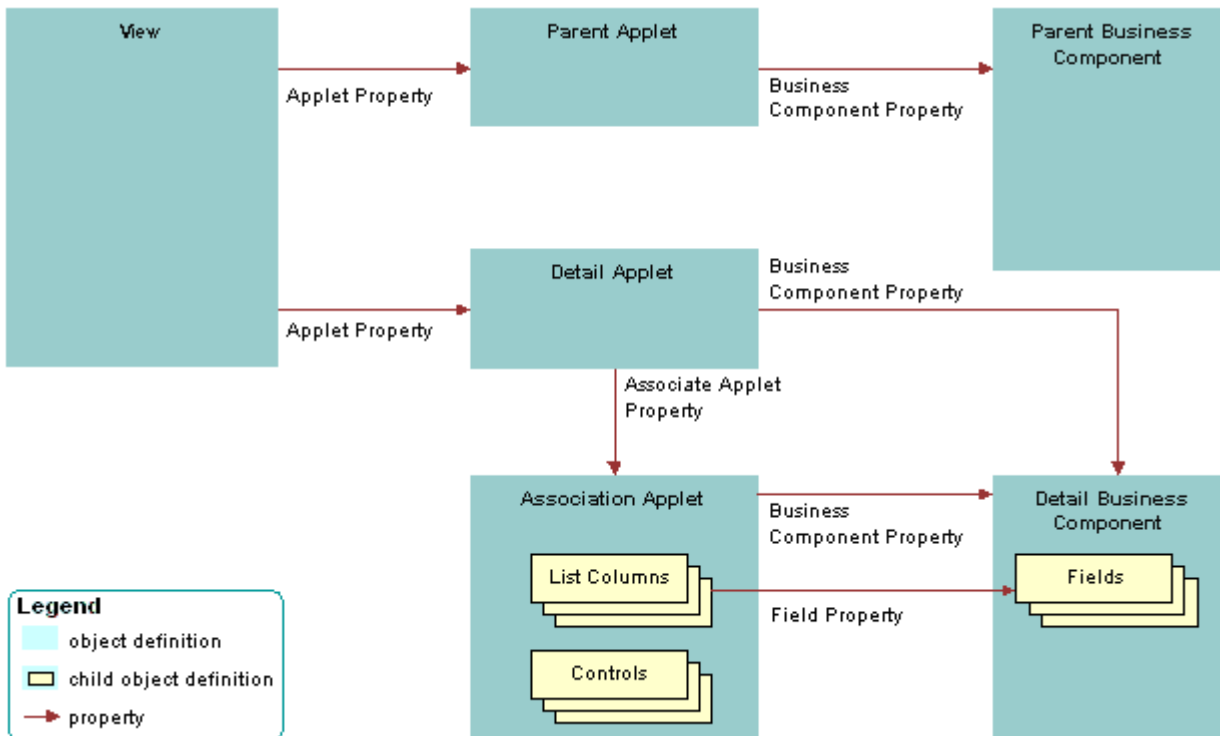 View
Parent Applet
Parent Business
Component
Applet Property
Business
Component Property
Detail Applet
Business
Component Property
Applet Property
Associate Applet
Property
Association Applet
Business
Component Property
Detail Business
Component
List Columns
Fields
Field Property
Controls
Legend
object definition
child object definition
property